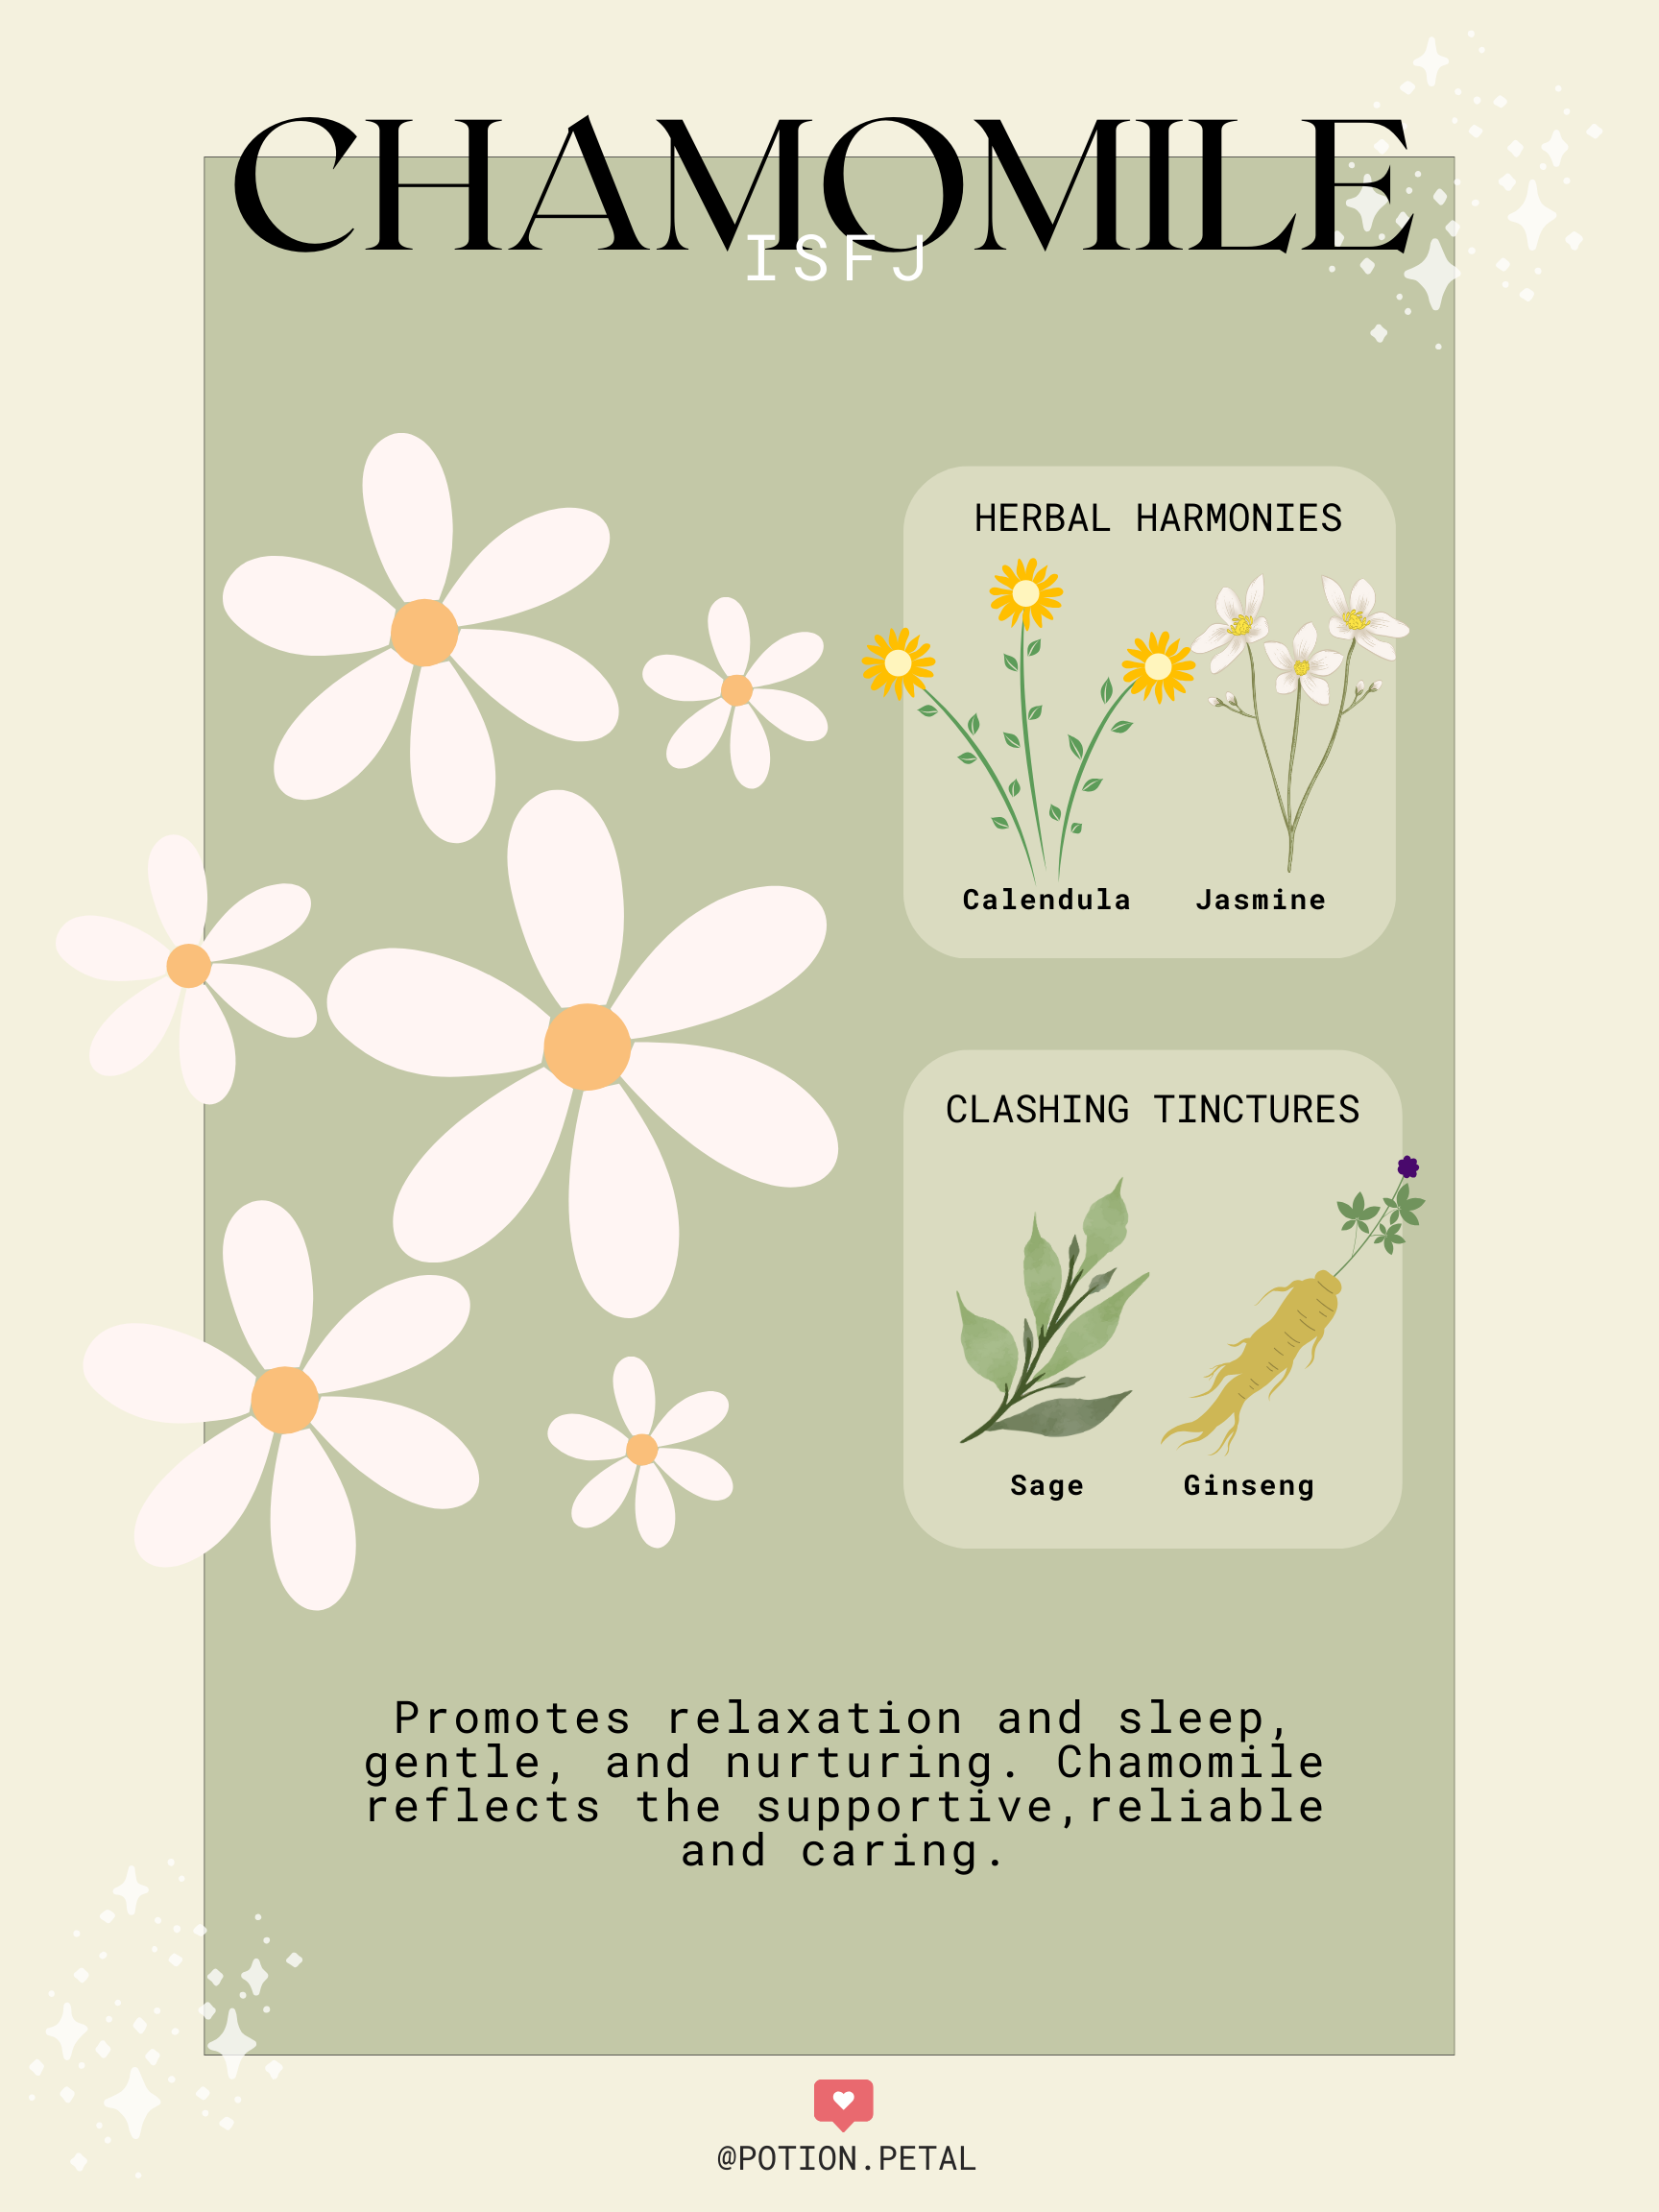 CHAMOMILE
ISFJ
HERBAL HARMONIES
Calendula Jasmine
CLASHING TINCTURES
Sage Ginseng
Promotes relaxation and sleep,
gentle, and nurturing. Chamomile
reflects the supportive,reliable
and caring.
@POTION.PETAL